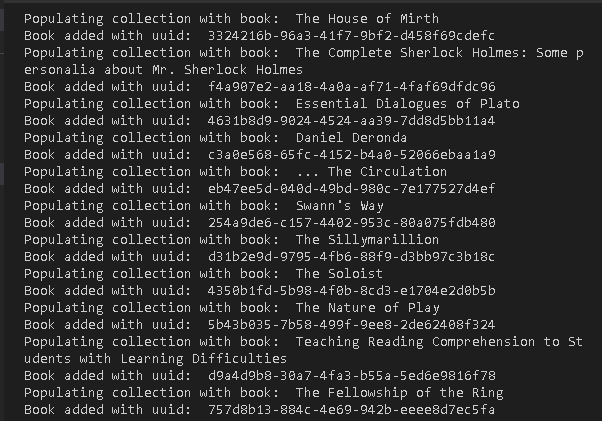 Populating collection with book:  The House of Mirth
Book added with uuid:  3324216b-96a3-41f7-9bf2-d458f69cdefc
Populating collection with book:  The Complete Sherlock Holmes: Some p
ersonalia about Mr. Sherlock Holmes
Book added with uuid:  f4a907e2-aa18-4a0a-af71-4faf69dfdc96
Populating collection with book:  Essential Dialogues of Plato
Book added with uuid:  4631b8d9-9024-4524-aa39-7dd8d5bb11a4
Populating collection with book:  Daniel Deronda
Book added with uuid:  c3a0e568-65fc-4152-b4a0-52066ebaa1a9
Populating collection with book:  ... The Circulation
Book added with uuid:  eb47ee5d-040d-49bd-980c-7e177527d4ef
Populating collection with book:  Swann's Way
Book added with uuid:  254a9de6-c157-4402-953c-80a075fdb480
Populating collection with book:  The Sillymarillion
Book added with uuid:  d31b2e9d-9795-4fb6-88f9-d3bb97c3b18c
Populating collection with book:  The Soloist
Book added with uuid:  4350b1fd-5b98-4f0b-8cd3-e1704e2d0b5b
Populating collection with book:  The Nature of Play
Book added with uuid:  5b43b035-7b58-499f-9ee8-2de62408f324
Populating collection with book:  Teaching Reading Comprehension to St
udents with Learning Difficulties
Book added with uuid:  d9a4d9b8-30a7-4fa3-b55a-5ed6e9816f78
Populating collection with book:  The Fellowship of the Ring
Book added with uuid:  757d8b13-884c-4e69-942b-eeee8d7ec5fa